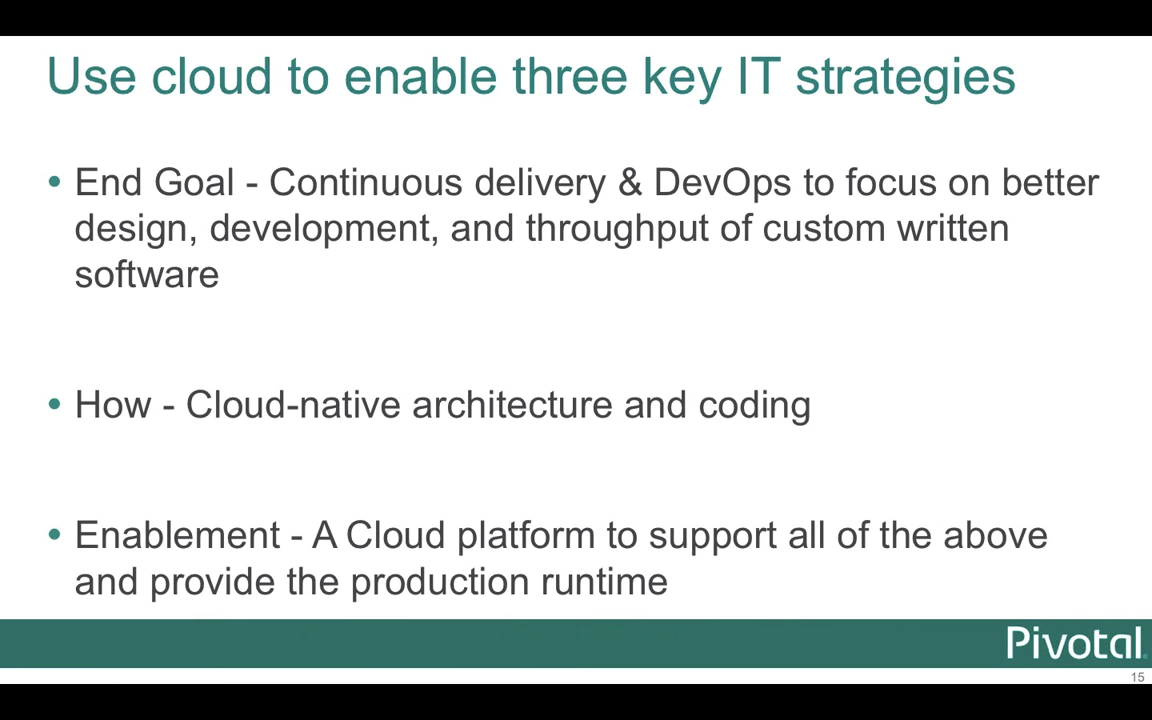 Use cloud to enable three key IT strategies
• End Goal - Continuous delivery & DevOps to focus on better
design, development, and throughput of custom written
software
• How - Cloud-native architecture and coding
• Enablement - A Cloud platform to support all of the above
and provide the production runtime
Pivotal
15